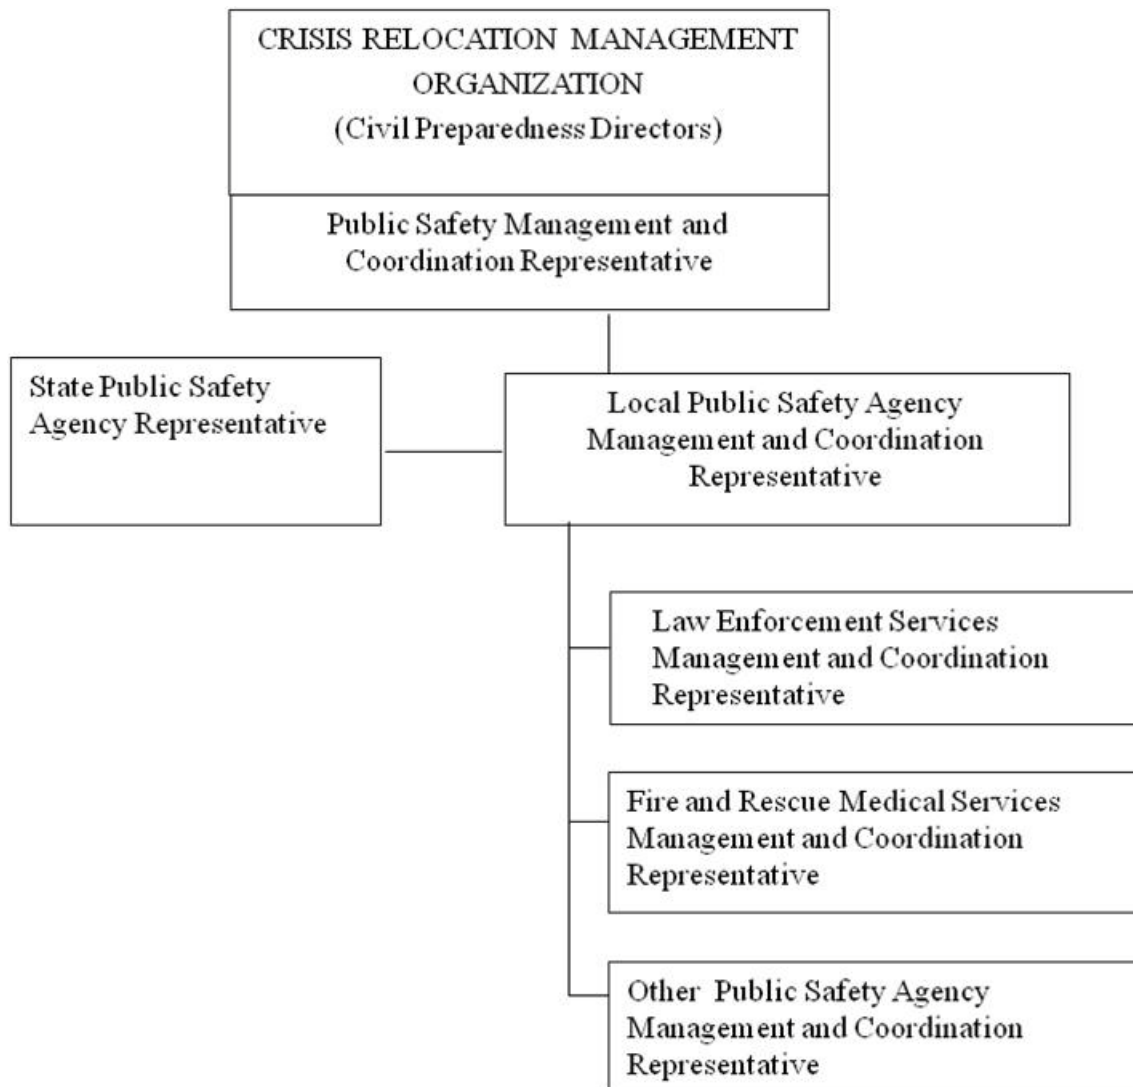 CRISIS RELOCATION MANAGEMENT
ORGANIZATION
(Civil Preparedness Directors)
Public Safety Management and
Coordination Representative
State Public Safety
Agency Representative
Local Public Safety Agency
Management and Coordination
Representative
Law Enforcement Services
Management and Coordination
Representative
Fire and Rescue Medical Services
Management and Coordination
Representative
Other Public Safety Agency
Management and Coordination
Representative